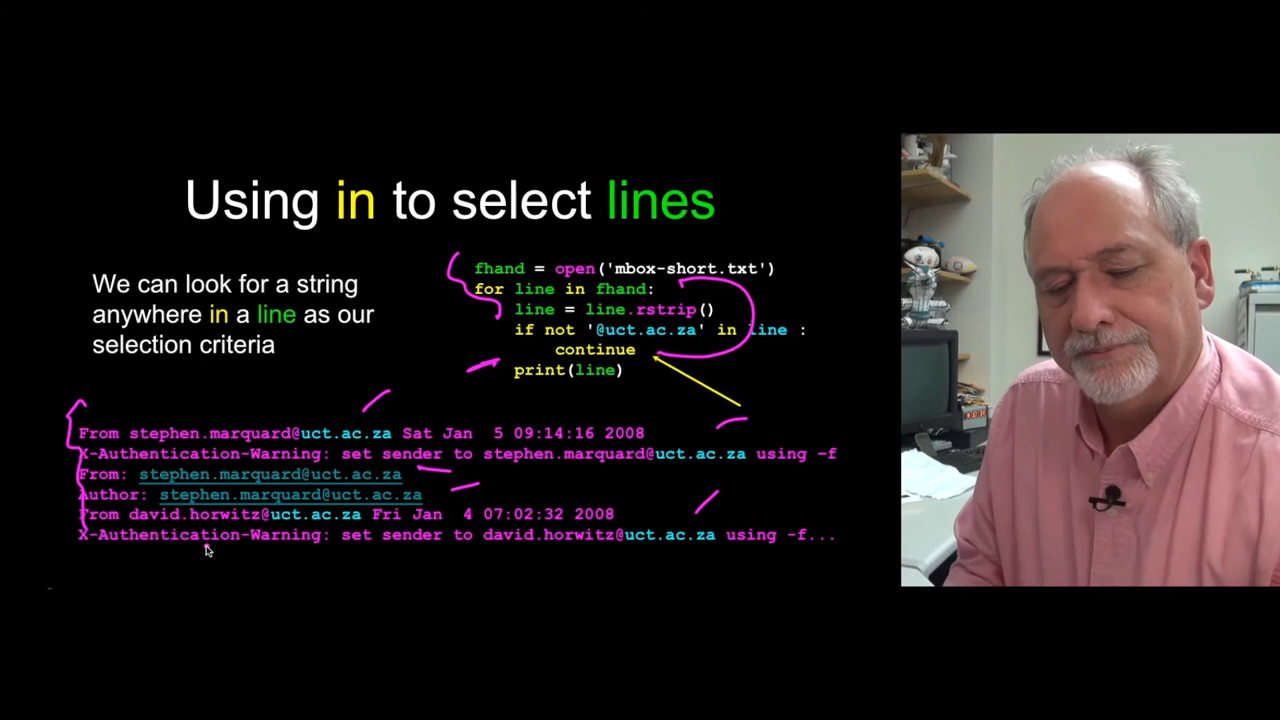 Using in to select lines
We can look for a string
anywhere in a line as our
selection criteria
fhand = open('mbox-short.txt')
for line in fhand:
    line = line.rstrip()
    if not '@uct.ac.za' in line :
        continue
    print(line)
From stephen.marquard@uct.ac.za Sat Jan  5 09:14:16 2008
X-Authentication-Warning: set sender to stephen.marquard@uct.ac.za using -f
From: stephen.marquard@uct.ac.za
Author: stephen.marquard@uct.ac.za
From david.horwitz@uct.ac.za Fri Jan  4 07:02:32 2008
X-Authentication-Warning: set sender to david.horwitz@uct.ac.za using -f...